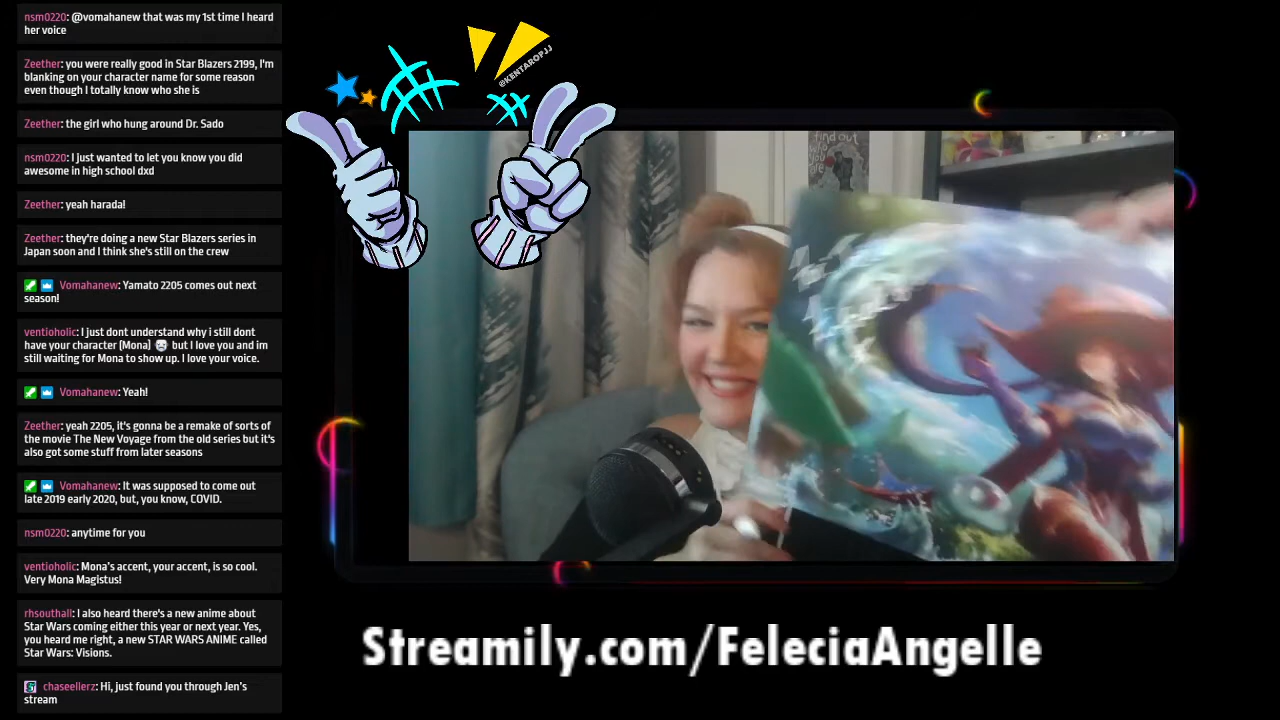 nsm0220: @vomahanew that was my 1st time I heard
her voice
Zeether: you were really good in Star Blazers 2199, I'm
blanking on your character name for some reason
even though I totally know who she is
Zeether: the girl who hung around Dr. Sado
nsm0220: I just wanted to let you know you did
awesome in high school dxd
Zeether: yeah harada!
Zeether: they're doing a new Star Blazers series in
Japan soon and I think she's still on the crew
Vomahanew: Yamato 2205 comes out next
season!
ventioholic: I just dont understand why i still dont
have your character (Mona) but I love you and im
still waiting for Mona to show up. I love your voice.
Vomahanew: Yeah!
Zeether: yeah 2205, it's gonna be a remake of sorts of
the movie The New Voyage from the old series but it's
also got some stuff from later seasons
Vomahanew: It was supposed to come out
late 2019 early 2020, but, you know, COVID.
nsm0220: anytime for you
ventioholic: Mona's accent, your accent, is so cool.
Very Mona Magistus!
rhsouthall: I also heard there's a new anime about
Star Wars coming either this year or next year. Yes,
you heard me right, a new STAR WARS ANIME called
Star Wars: Visions.
chaseellerz: Hi, just found you through Jen's
stream
@KENTAROPJJ
find out
who
you
are
Streamily.com/FeleciaAngelle